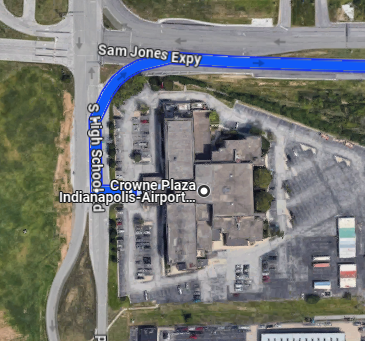 Sam Jones Expy
S High School Rd
Crowne Plaza
Indianapolis-Airport...